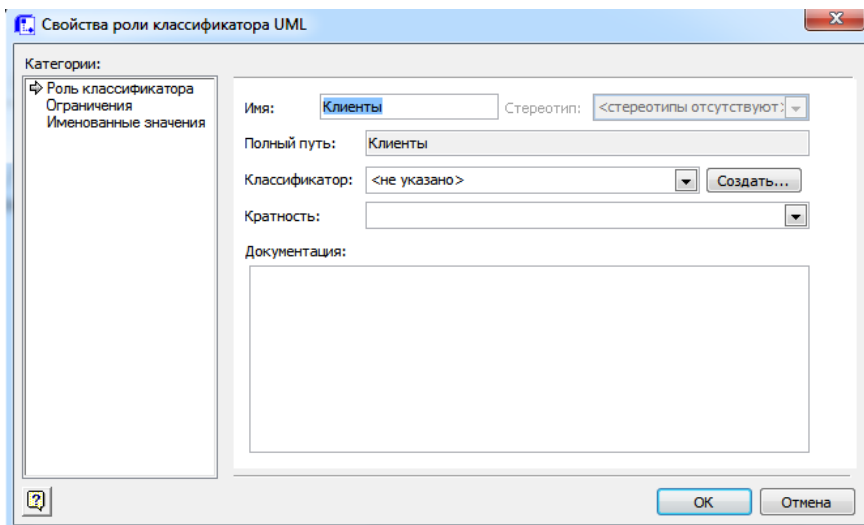 Свойства роли классификатора UML
Категории:
Роль классификатора
Ограничения
Именованные значения
Имя: Клиенты Стереотип: <стереотипы отсутствуют>
Полный путь: Клиенты
Классификатор: <не указано> Создать...
Кратность:
Документация:
OK Отмена